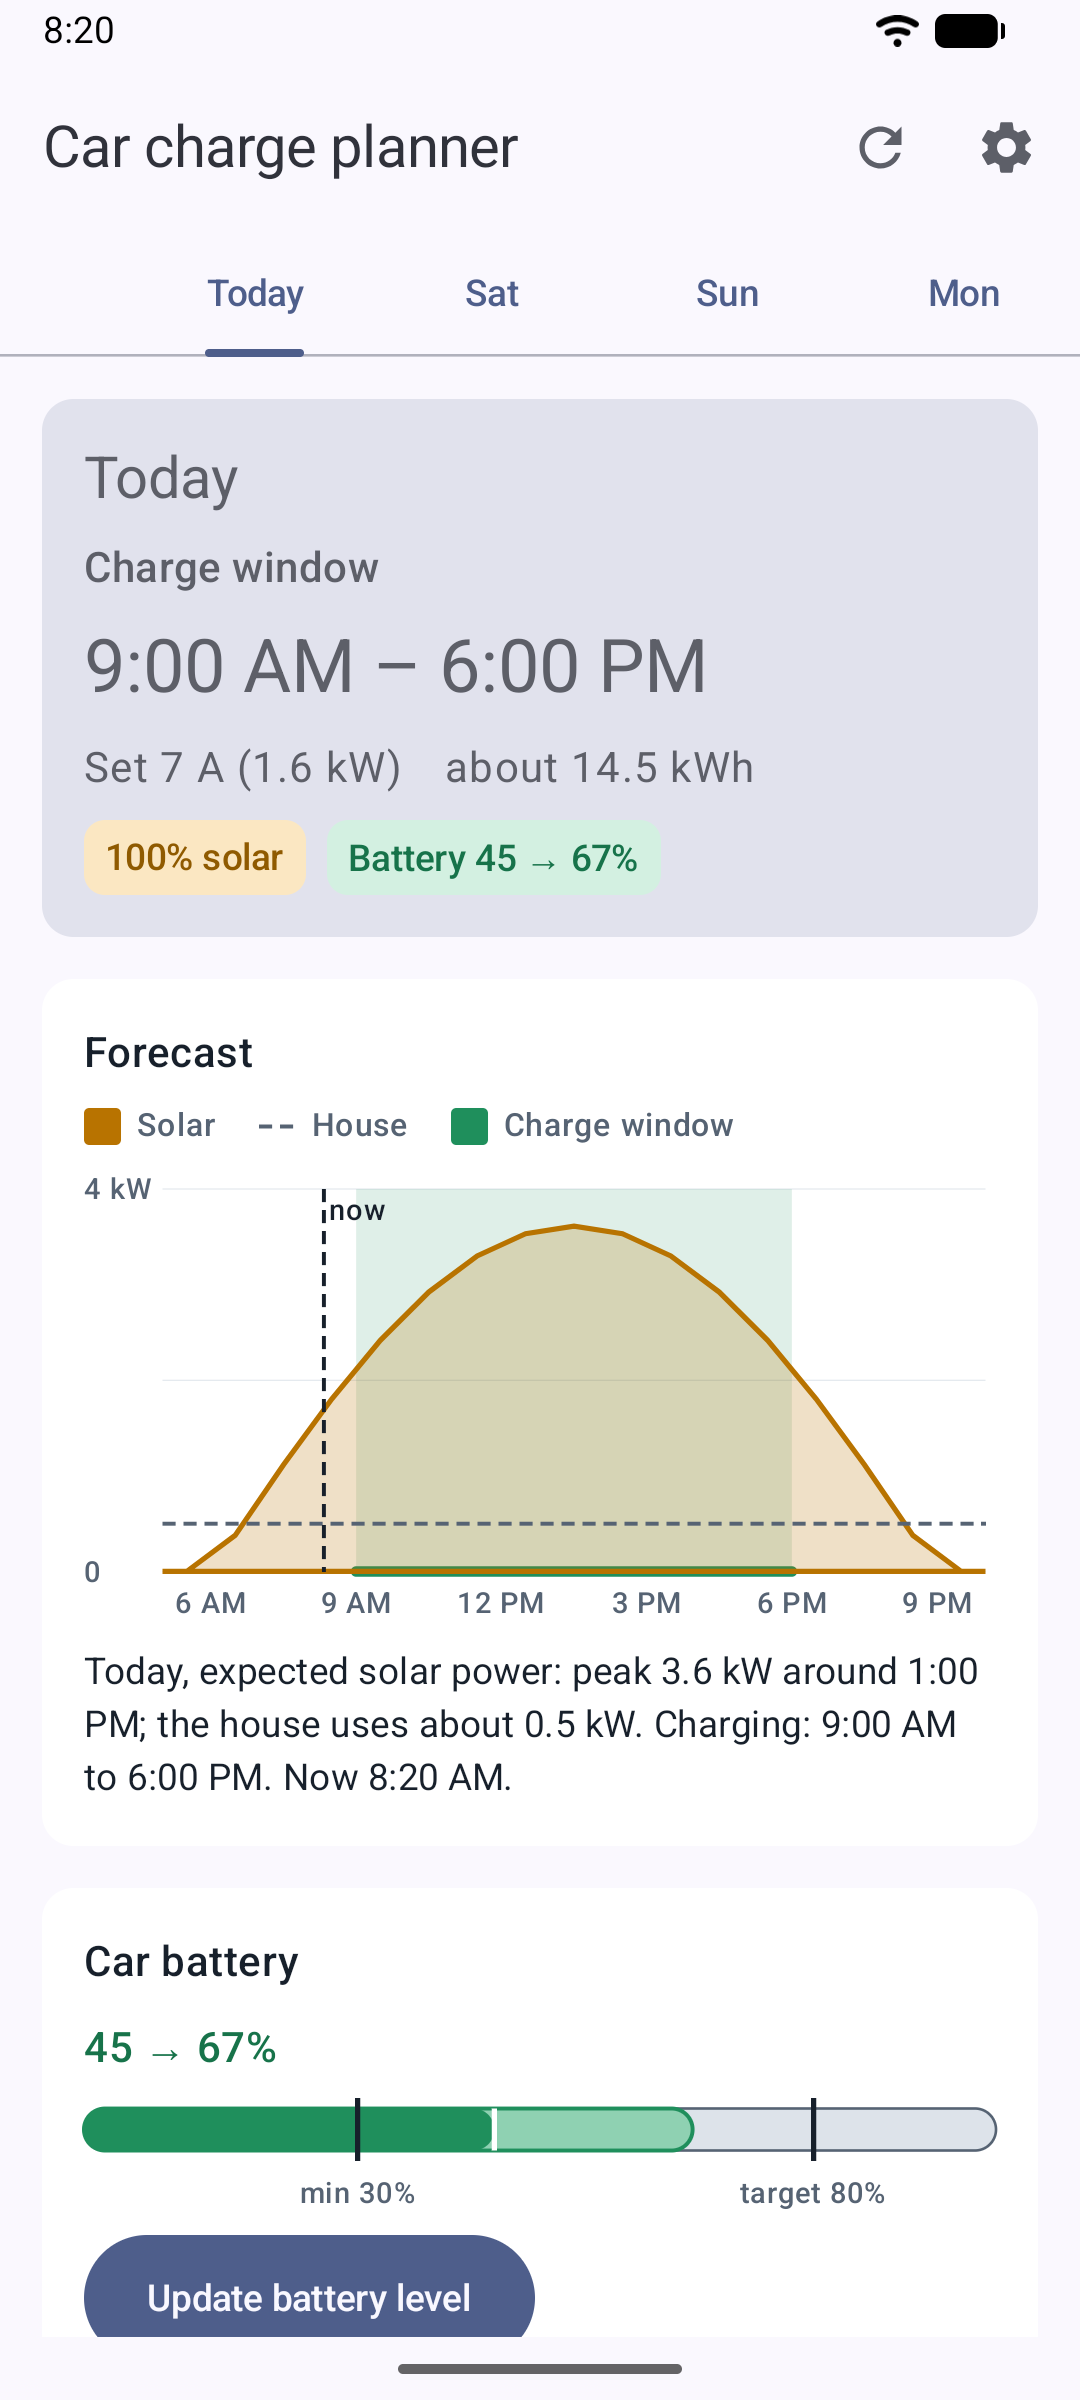 8:20
Car charge planner
Today Sat Sun Mon
Today
Charge window
9:00 AM – 6:00 PM
Set 7 A (1.6 kW) about 14.5 kWh
100% solar Battery 45 → 67%
Forecast
Solar House Charge window
4 kW
now
0
6 AM 9 AM 12 PM 3 PM 6 PM 9 PM
Today, expected solar power: peak 3.6 kW around 1:00
PM; the house uses about 0.5 kW. Charging: 9:00 AM
to 6:00 PM. Now 8:20 AM.
Car battery
45 → 67%
min 30% target 80%
Update battery level